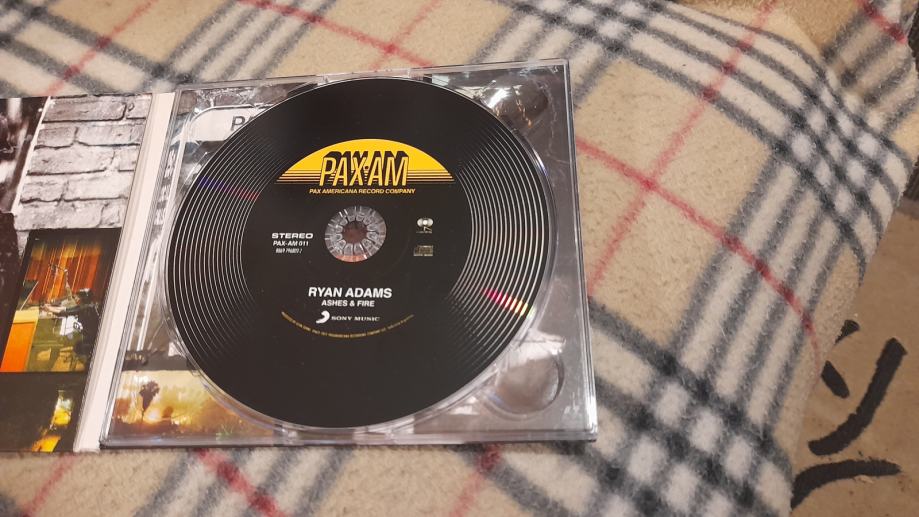 PAX·AM
PAX AMERICANA RECORD COMPANY
STEREO
PAX-AM 011
RYAN ADAMS
ASHES & FIRE
SONY MUSIC